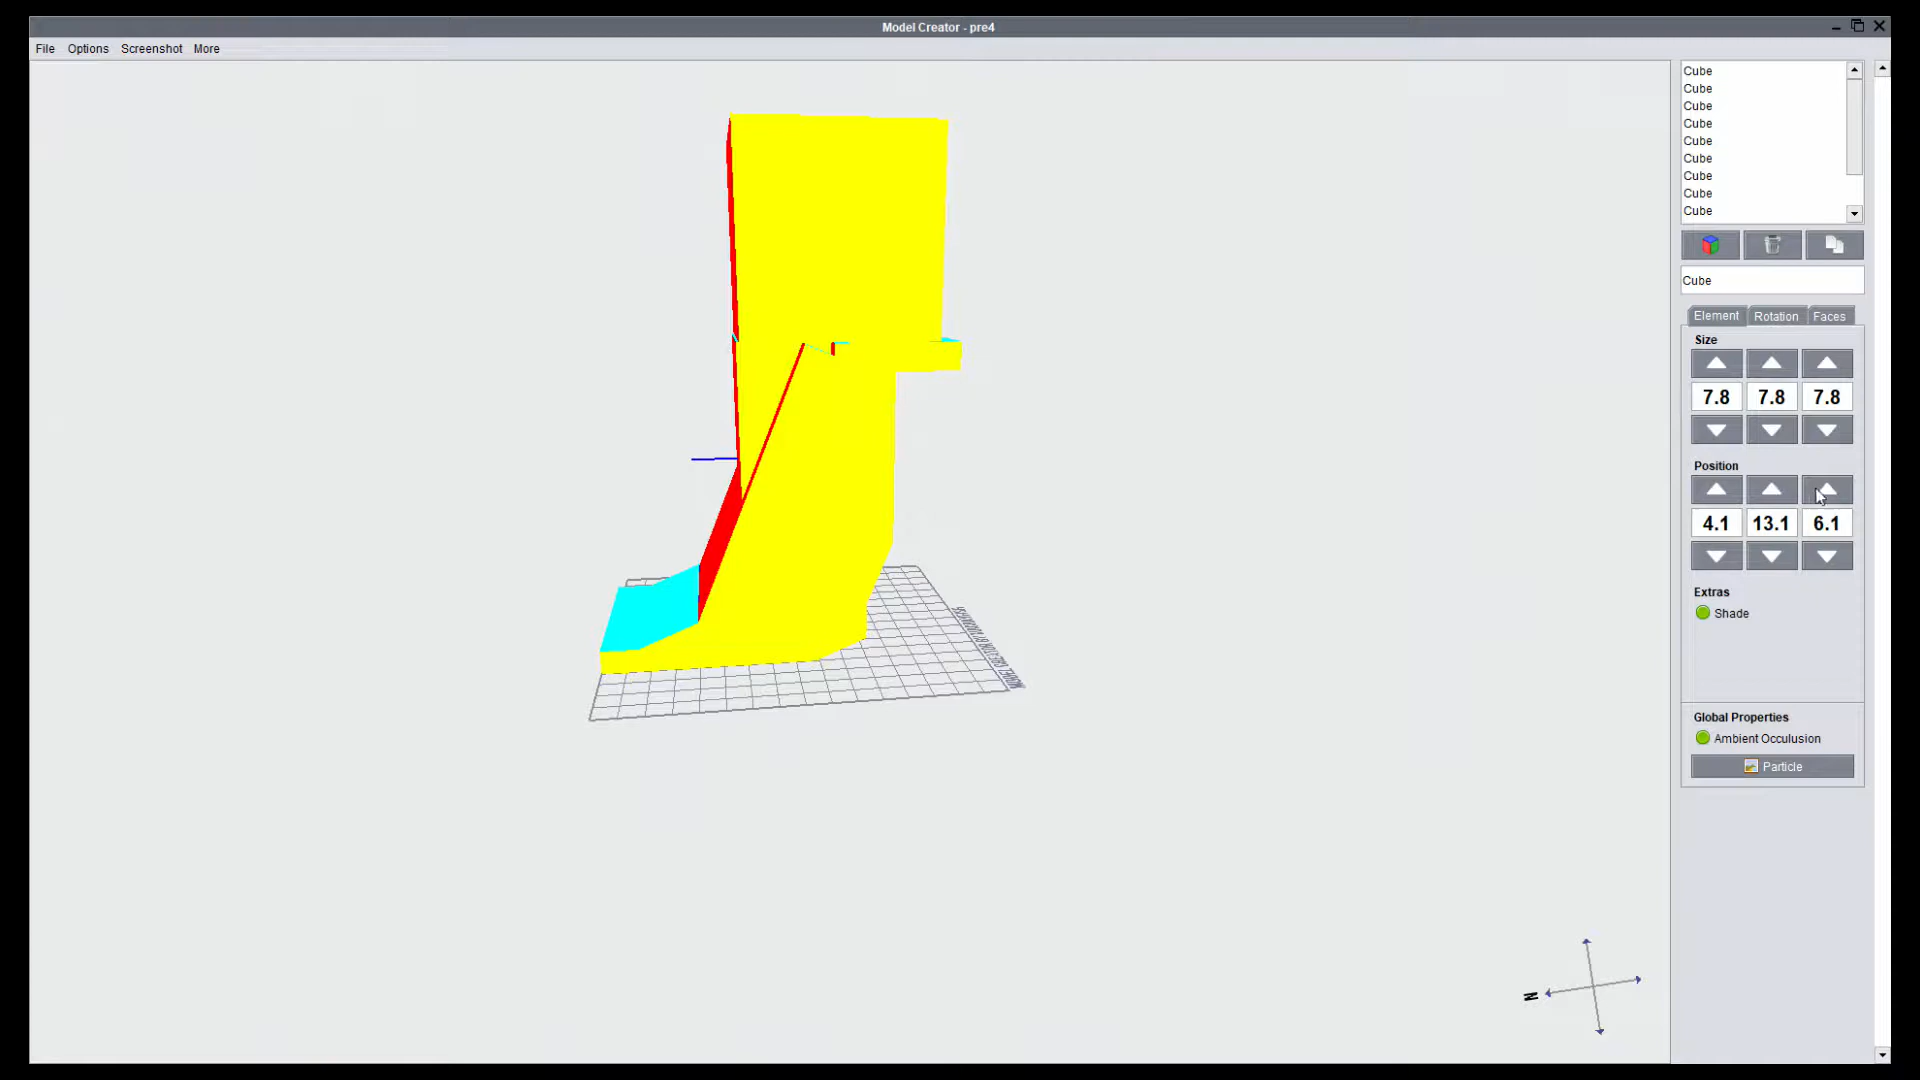 Model Creator - pre4
File Options Screenshot More
Cube
Cube
Cube
Cube
Cube
Cube
Cube
Cube
Cube
Cube
Element Rotation Faces
Size
7.8 7.8 7.8
Position
4.1 13.1 6.1
Extras
Shade
Global Properties
Ambient Occulusion
Particle
N